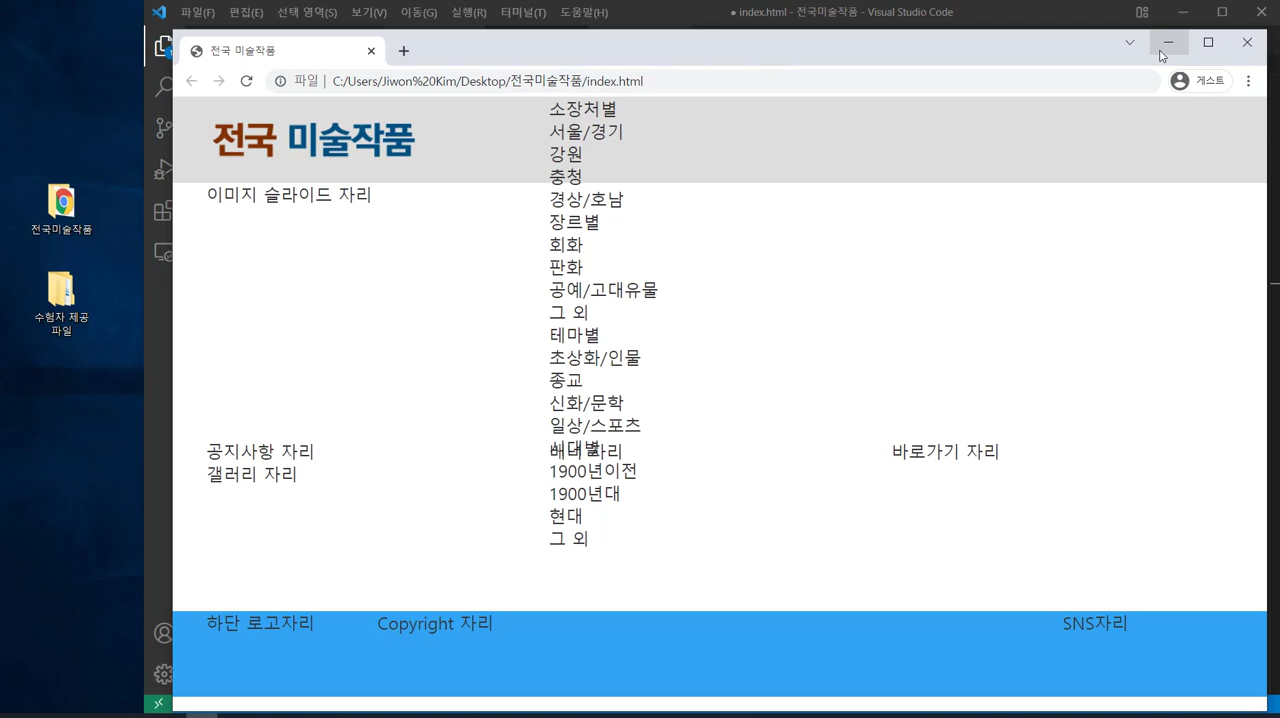 파일(F) 편집(E) 선택 영역(S) 보기(V) 이동(G) 실행(R) 터미널(T) 도움말(H) ● index.html - 전국미술작품 - Visual Studio Code
전국 미술작품
파일 | C:/Users/Jiwon%20Kim/Desktop/전국미술작품/index.html 게스트
전국 미술작품
소장처별
서울/경기
강원
충청
경상/호남
장르별
회화
판화
공예/고대유물
그 외
테마별
초상화/인물
종교
신화/문학
일상/스포츠
1900년이전
1900년대
현대
그 외
이미지 슬라이드 자리
공지사항 자리
자리
바로가기 자리
갤러리 자리
하단 로고자리 Copyright 자리 SNS자리
전국미술작품
수험자 제공
파일